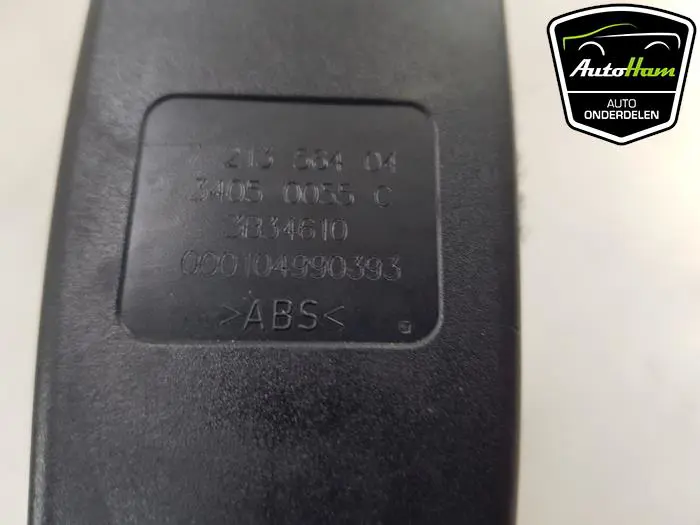 213 684 04
3405 0055 C
3B34610
000104990393
>ABS<
AutoHam
AUTO
ONDERDELEN